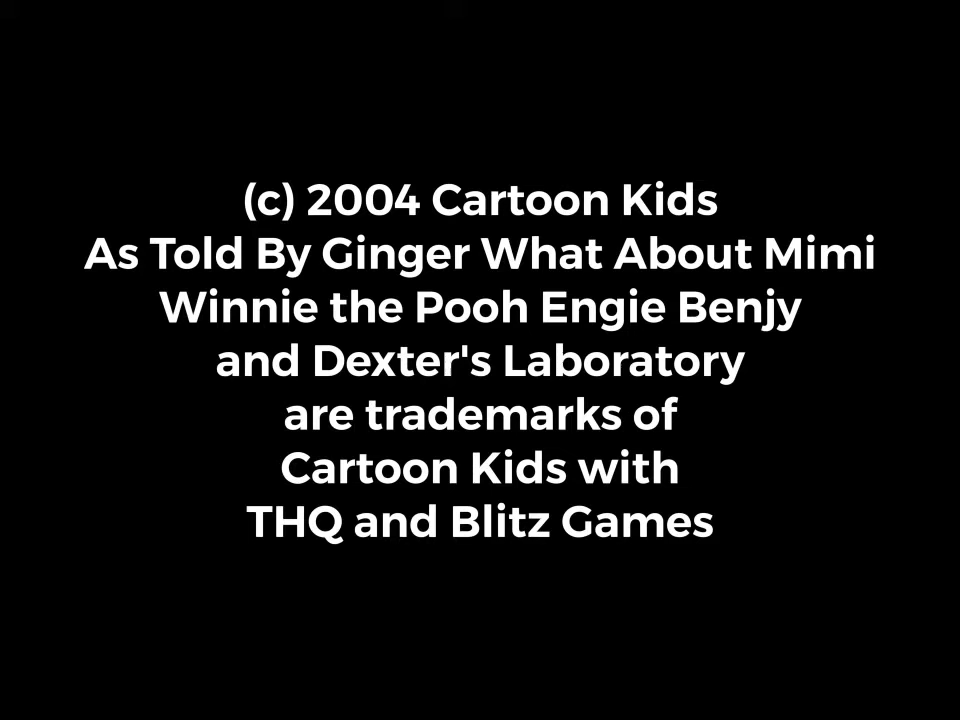 (c) 2004 Cartoon Kids
As Told By Ginger What About Mimi
Winnie the Pooh Engie Benjy
and Dexter's Laboratory
are trademarks of
Cartoon Kids with
THQ and Blitz Games